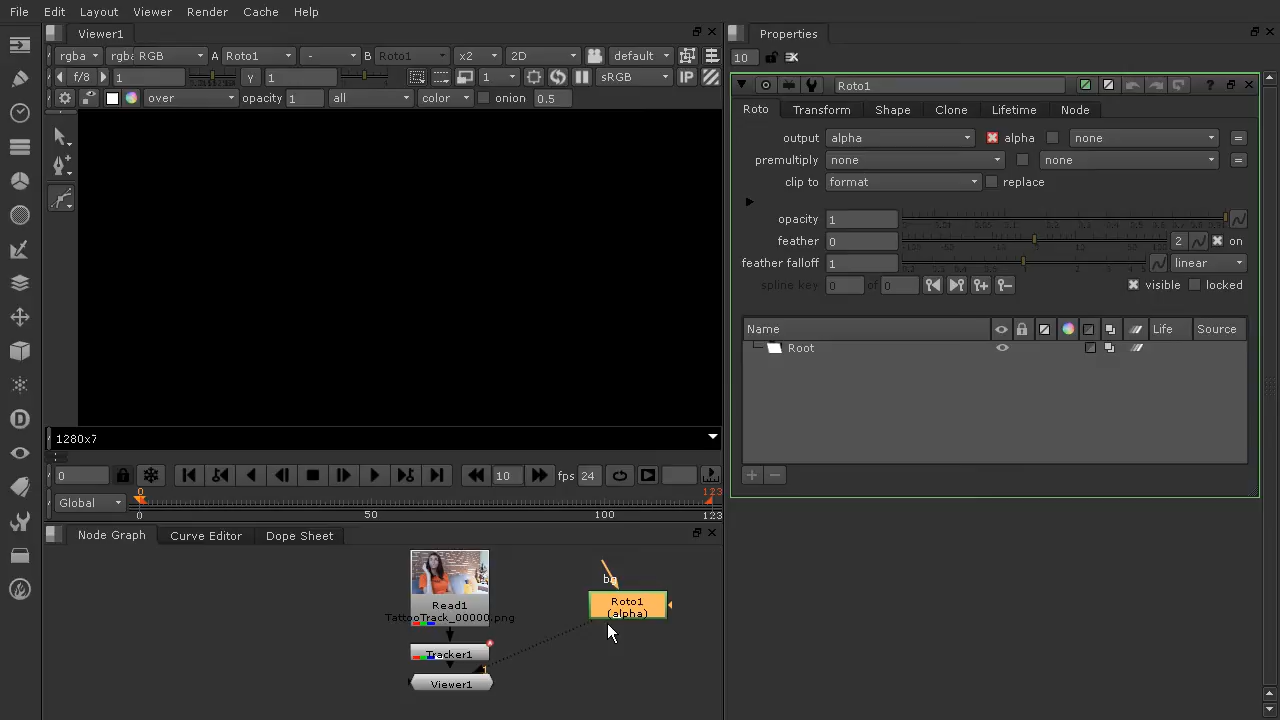 File Edit Layout Viewer Render Cache Help
Viewer1
rgba rgba RGB A Roto1 - B Roto1 x2 2D default
f/8 1 γ 1 1 sRGB IP
over opacity 1 all color onion 0.5
1280x7
0 10 fps 24
Global 0 0 50 100 123 123
Node Graph Curve Editor Dope Sheet
bg
Read1
TattooTrack_00000.png
Roto1
(alpha)
Tracker1
1
Viewer1
Properties
10
Roto1 ?
Roto Transform Shape Clone Lifetime Node
output alpha alpha none =
premultiply none none =
clip to format replace
opacity 1
feather 0 2 on
feather falloff 1 linear
spline key 0 of 0 visible locked
Name Life Source
Root